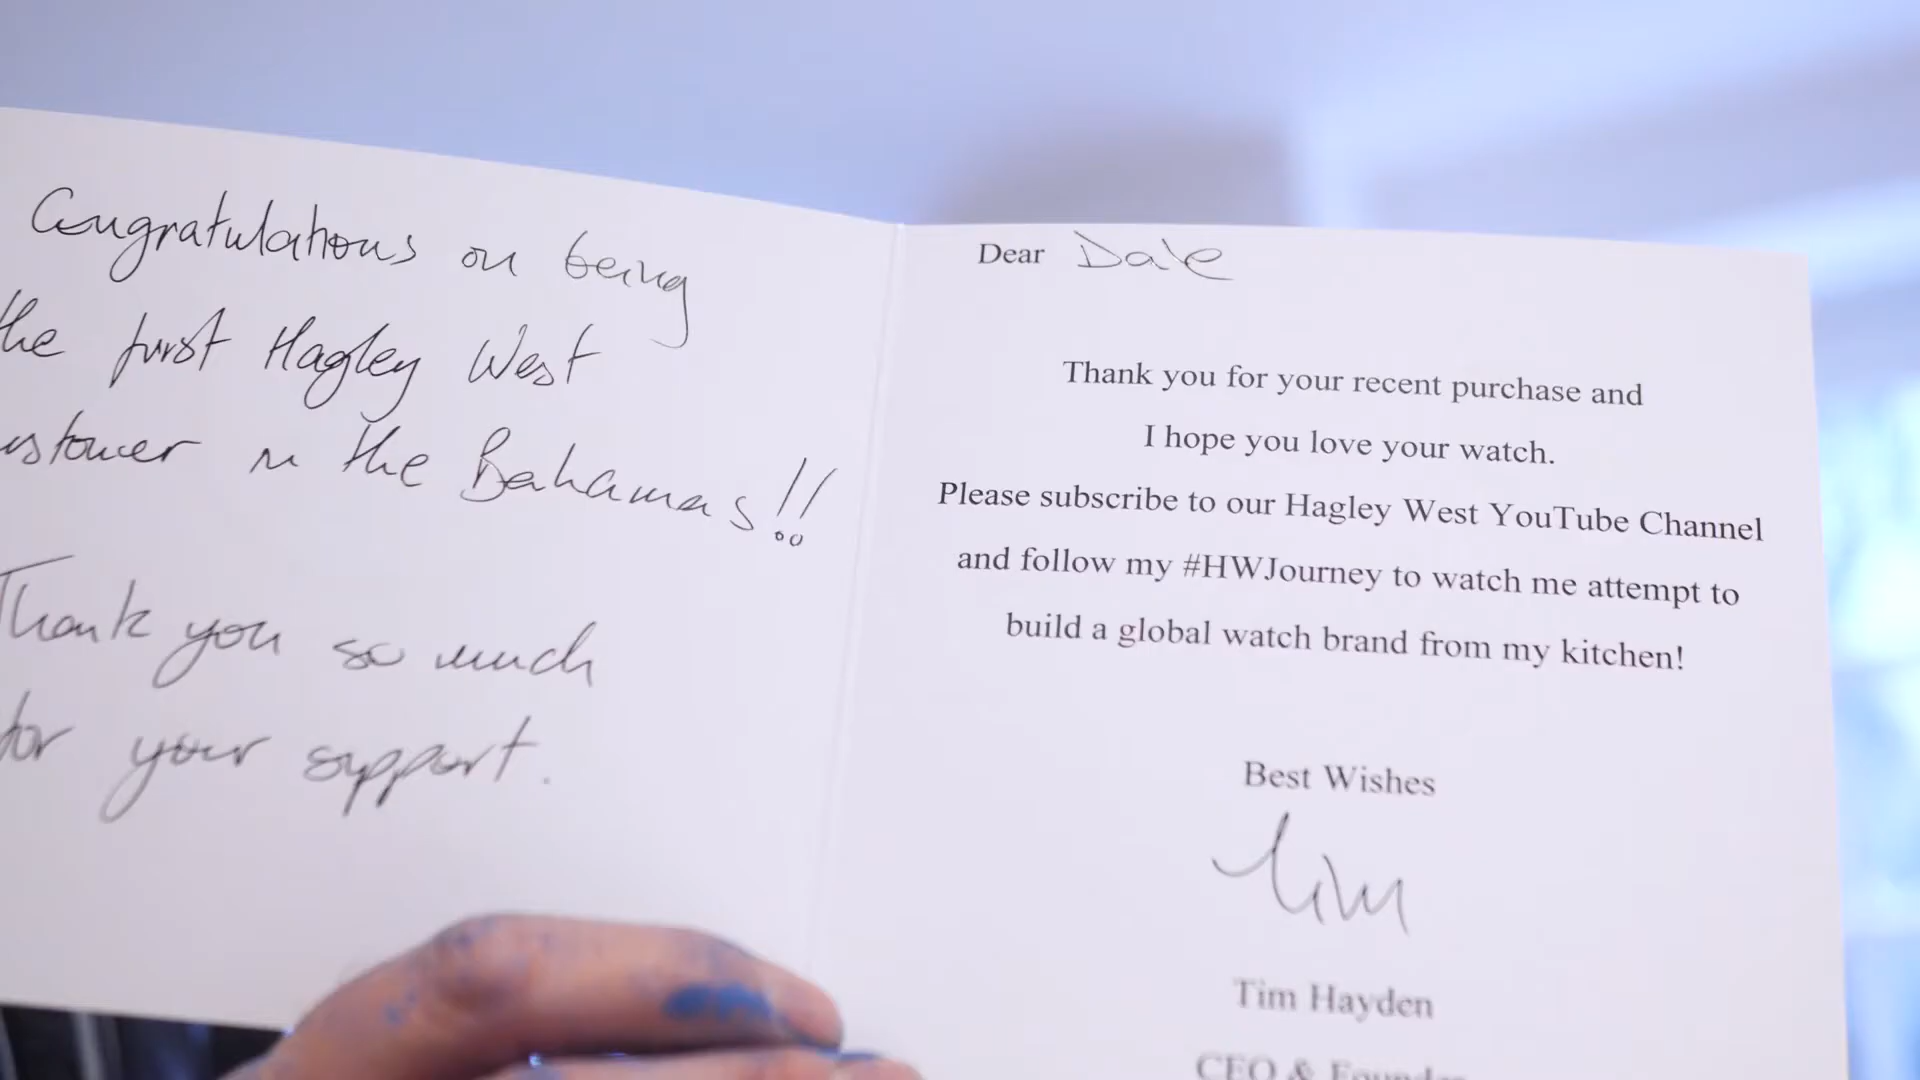 Congratulations on being
the first Hagley West
ustomer in the Bahamas!!
Thank you so much
for your support.
Dear Dale
Thank you for your recent purchase and
I hope you love your watch.
Please subscribe to our Hagley West YouTube Channel
and follow my #HWJourney to watch me attempt to
build a global watch brand from my kitchen!
Best Wishes
Tim
Tim Hayden
CEO & Founder